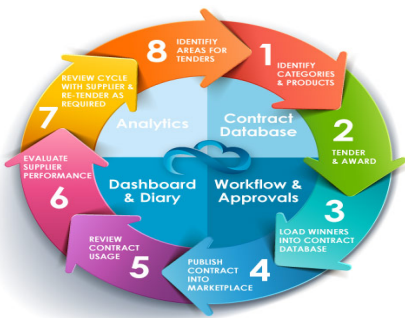 8
IDENTIFIY
AREAS FOR
TENDERS
1
IDENTIFY
CATEGORIES
& PRODUCTS
2
TENDER
& AWARD
3
LOAD WINNERS
INTO CONTRACT
DATABASE
4
PUBLISH
CONTRACT
INTO
MARKETPLACE
5
REVIEW
CONTRACT
USAGE
6
EVALUATE
SUPPLIER
PERFORMANCE
7
REVIEW CYCLE
WITH SUPPLIER &
RE-TENDER AS
REQUIRED
Analytics
Contract
Database
Dashboard
& Diary
Workflow &
Approvals